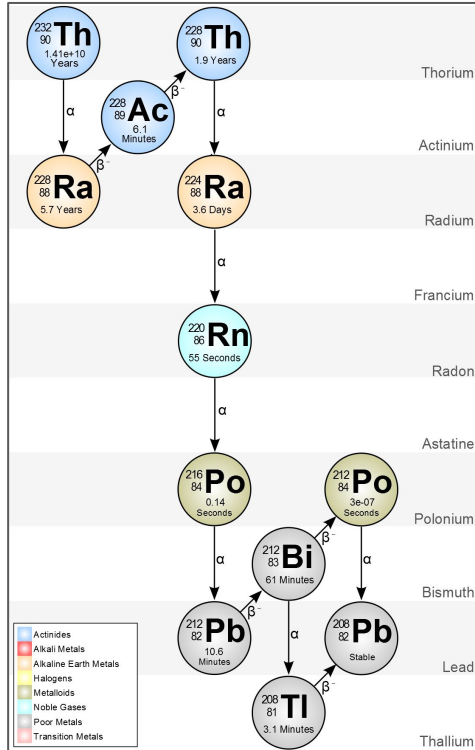 232
90 Th
1.41e+10
Years
228
90 Th
1.9 Years
Thorium
α
β⁻
228
89 Ac
6.1
Minutes
α
Actinium
β⁻
228
88 Ra
5.7 Years
224
88 Ra
3.6 Days
Radium
α
Francium
220
86 Rn
55 Seconds
Radon
α
Astatine
216
84 Po
0.14
Seconds
212
84 Po
3e-07
Seconds
Polonium
α
β⁻
212
83 Bi
61 Minutes
α
Bismuth
β⁻
212
82 Pb
10.6
Minutes
α
208
82 Pb
Stable
Lead
β⁻
208
81 Tl
3.1 Minutes
Thallium
Actinides
Alkali Metals
Alkaline Earth Metals
Halogens
Metalloids
Noble Gases
Poor Metals
Transition Metals